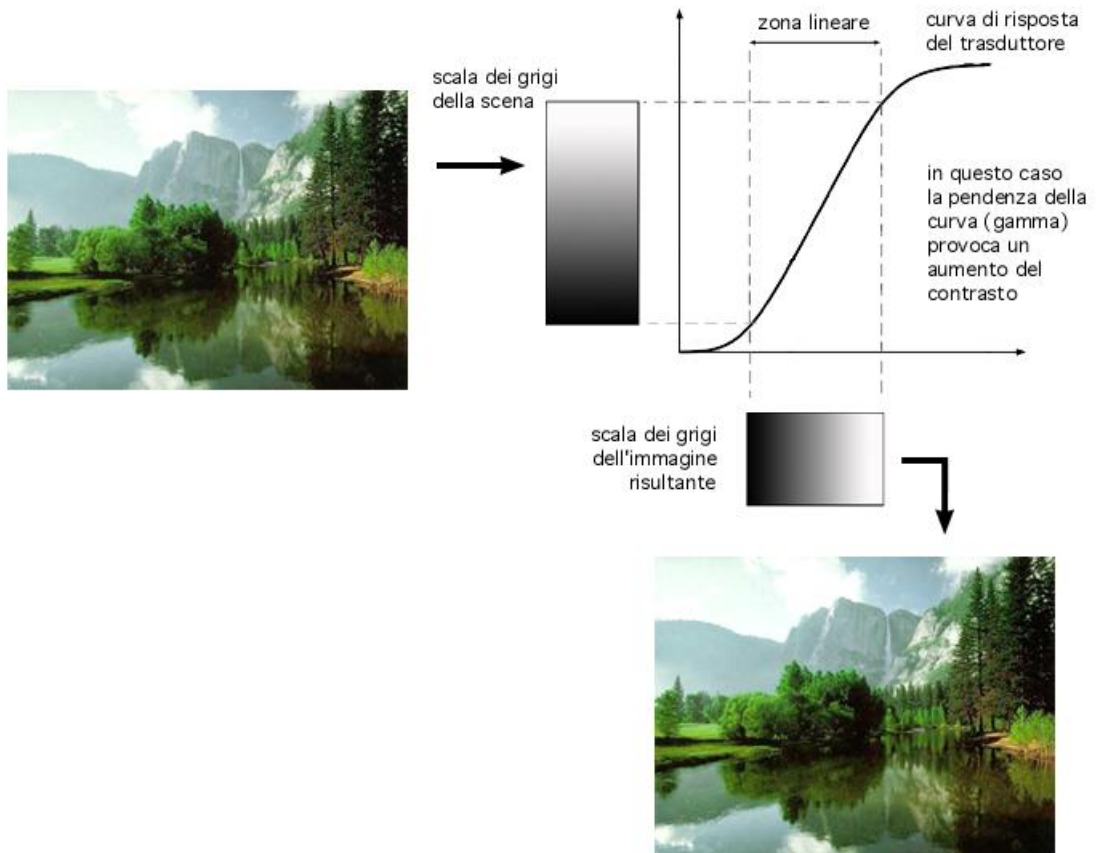 zona lineare
curva di risposta
del trasduttore
scala dei grigi
della scena
in questo caso
la pendenza della
curva (gamma)
provoca un
aumento del
contrasto
scala dei grigi
dell'immagine
risultante